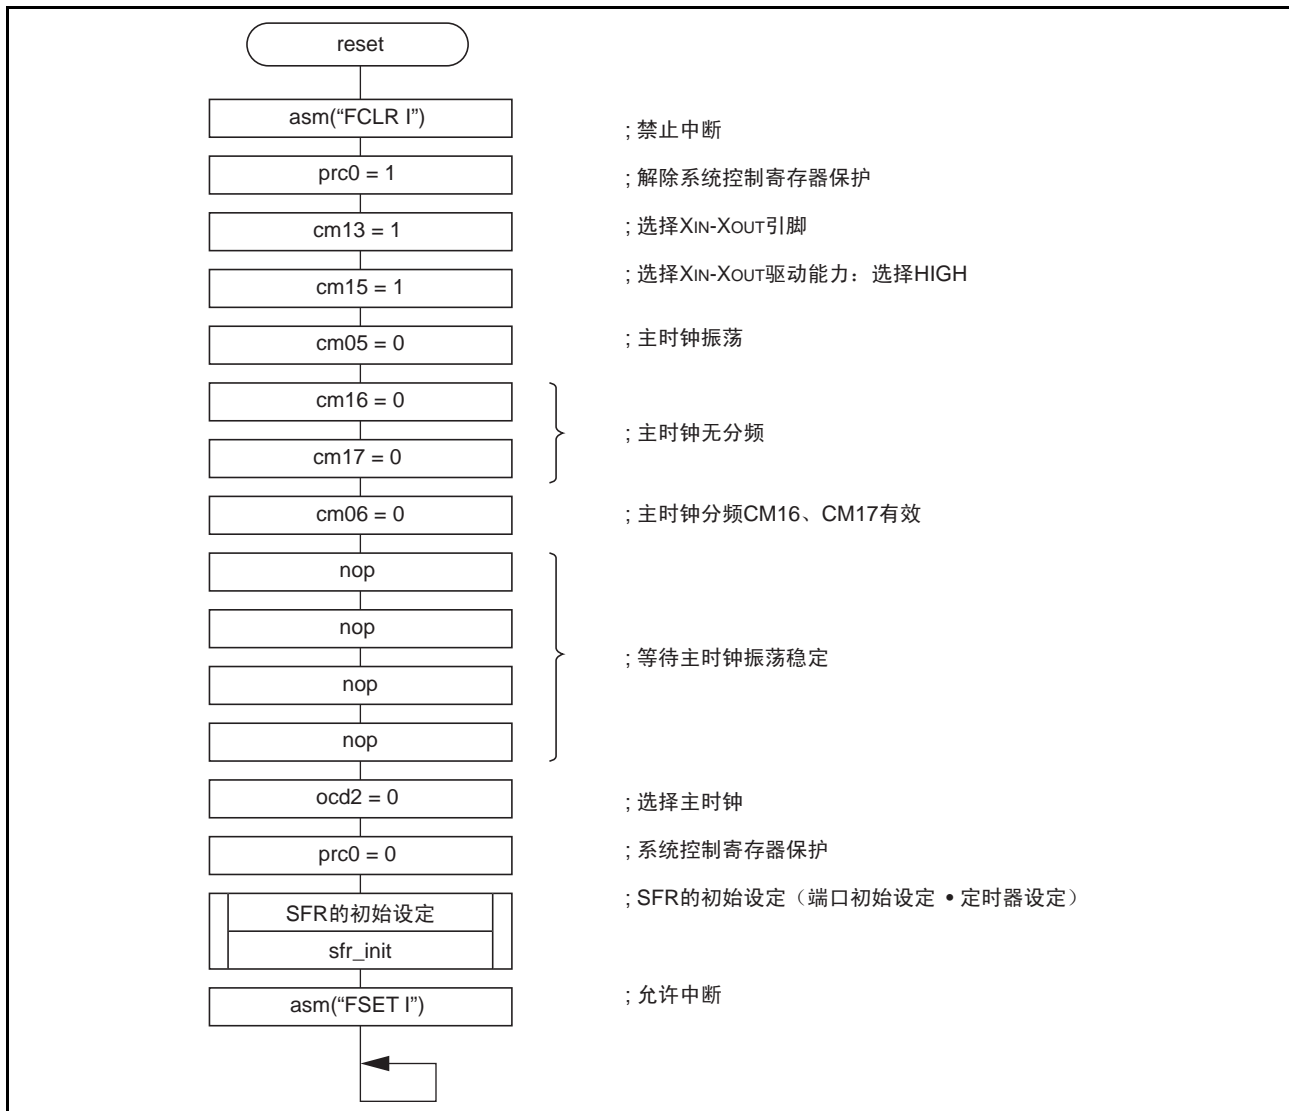 reset
asm(“FCLR I”)
; 禁止中断
prc0 = 1
; 解除系统控制寄存器保护
cm13 = 1
; 选择XIN-XOUT引脚
cm15 = 1
; 选择XIN-XOUT驱动能力：选择HIGH
cm05 = 0
; 主时钟振荡
cm16 = 0
cm17 = 0
; 主时钟无分频
cm06 = 0
; 主时钟分频CM16、CM17有效
nop
nop
nop
nop
; 等待主时钟振荡稳定
ocd2 = 0
; 选择主时钟
prc0 = 0
; 系统控制寄存器保护
SFR的初始设定
sfr_init
; SFR的初始设定（端口初始设定 • 定时器设定）
asm(“FSET I”)
; 允许中断